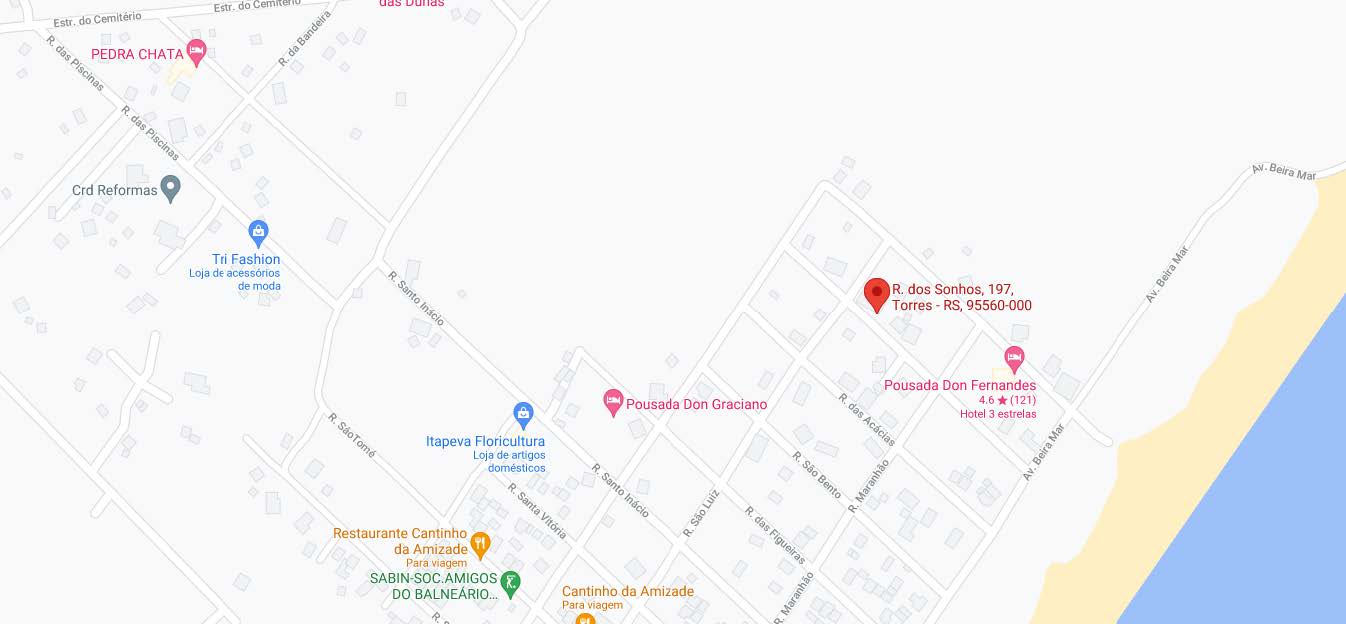 das Dunas
Estr. do Cemitério
Estr. do Cemitério
R. das Piscinas
PEDRA CHATA
R. da Bandeira
R. das Piscinas
Crd Reformas
Av. Beira Mar
Tri Fashion
Loja de acessórios
de moda
R. Santo Inácio
Av. Beira Mar
R. dos Sonhos, 197,
Torres - RS, 95560-000
Pousada Don Fernandes
4.6 ★ (121)
Hotel 3 estrelas
Pousada Don Graciano
R. das Acácias
R. SãoTomé
Itapeva Floricultura
Loja de artigos
domésticos
Av. Beira Mar
R. São Bento
R. Maranhão
R. Santo Inácio
R. Santa Vitória
R. São Luiz
R. das Figueiras
Restaurante Cantinho
da Amizade
Para viagem
SABIN-SOC.AMIGOS
DO BALNEÁRIO...
Cantinho da Amizade
Para viagem
R. Maranhão